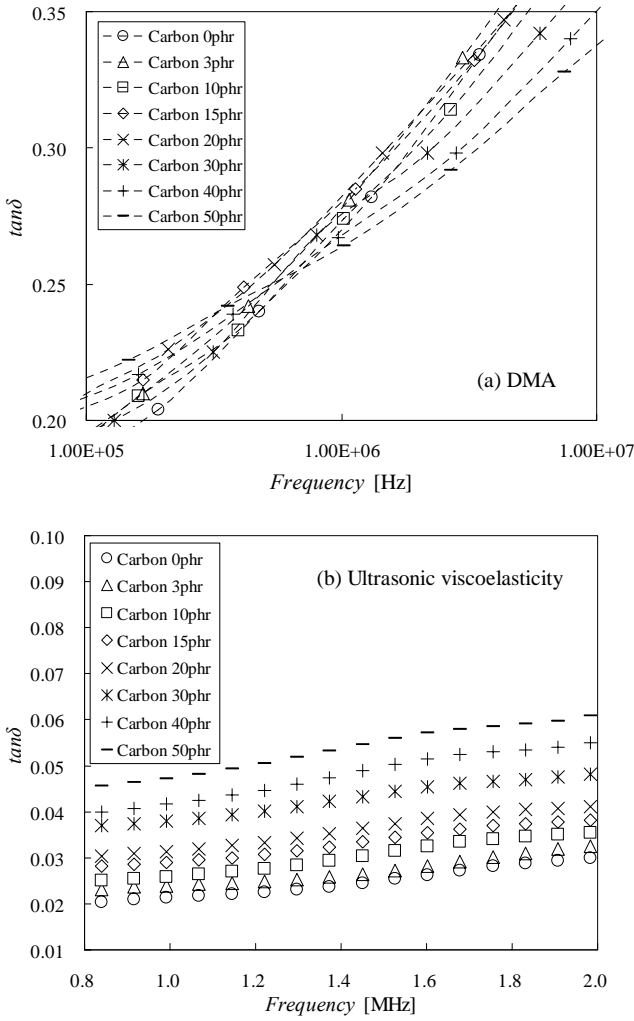 0.35
0.30
0.25
0.20
tanδ
Carbon 0phr
Carbon 3phr
Carbon 10phr
Carbon 15phr
Carbon 20phr
Carbon 30phr
Carbon 40phr
Carbon 50phr
(a) DMA
1.00E+05 1.00E+06 1.00E+07
Frequency [Hz]
0.10
0.09
0.08
0.07
0.06
0.05
0.04
0.03
0.02
0.01
tanδ
Carbon 0phr
Carbon 3phr
Carbon 10phr
Carbon 15phr
Carbon 20phr
Carbon 30phr
Carbon 40phr
Carbon 50phr
(b) Ultrasonic viscoelasticity
0.8 1.0 1.2 1.4 1.6 1.8 2.0
Frequency [MHz]